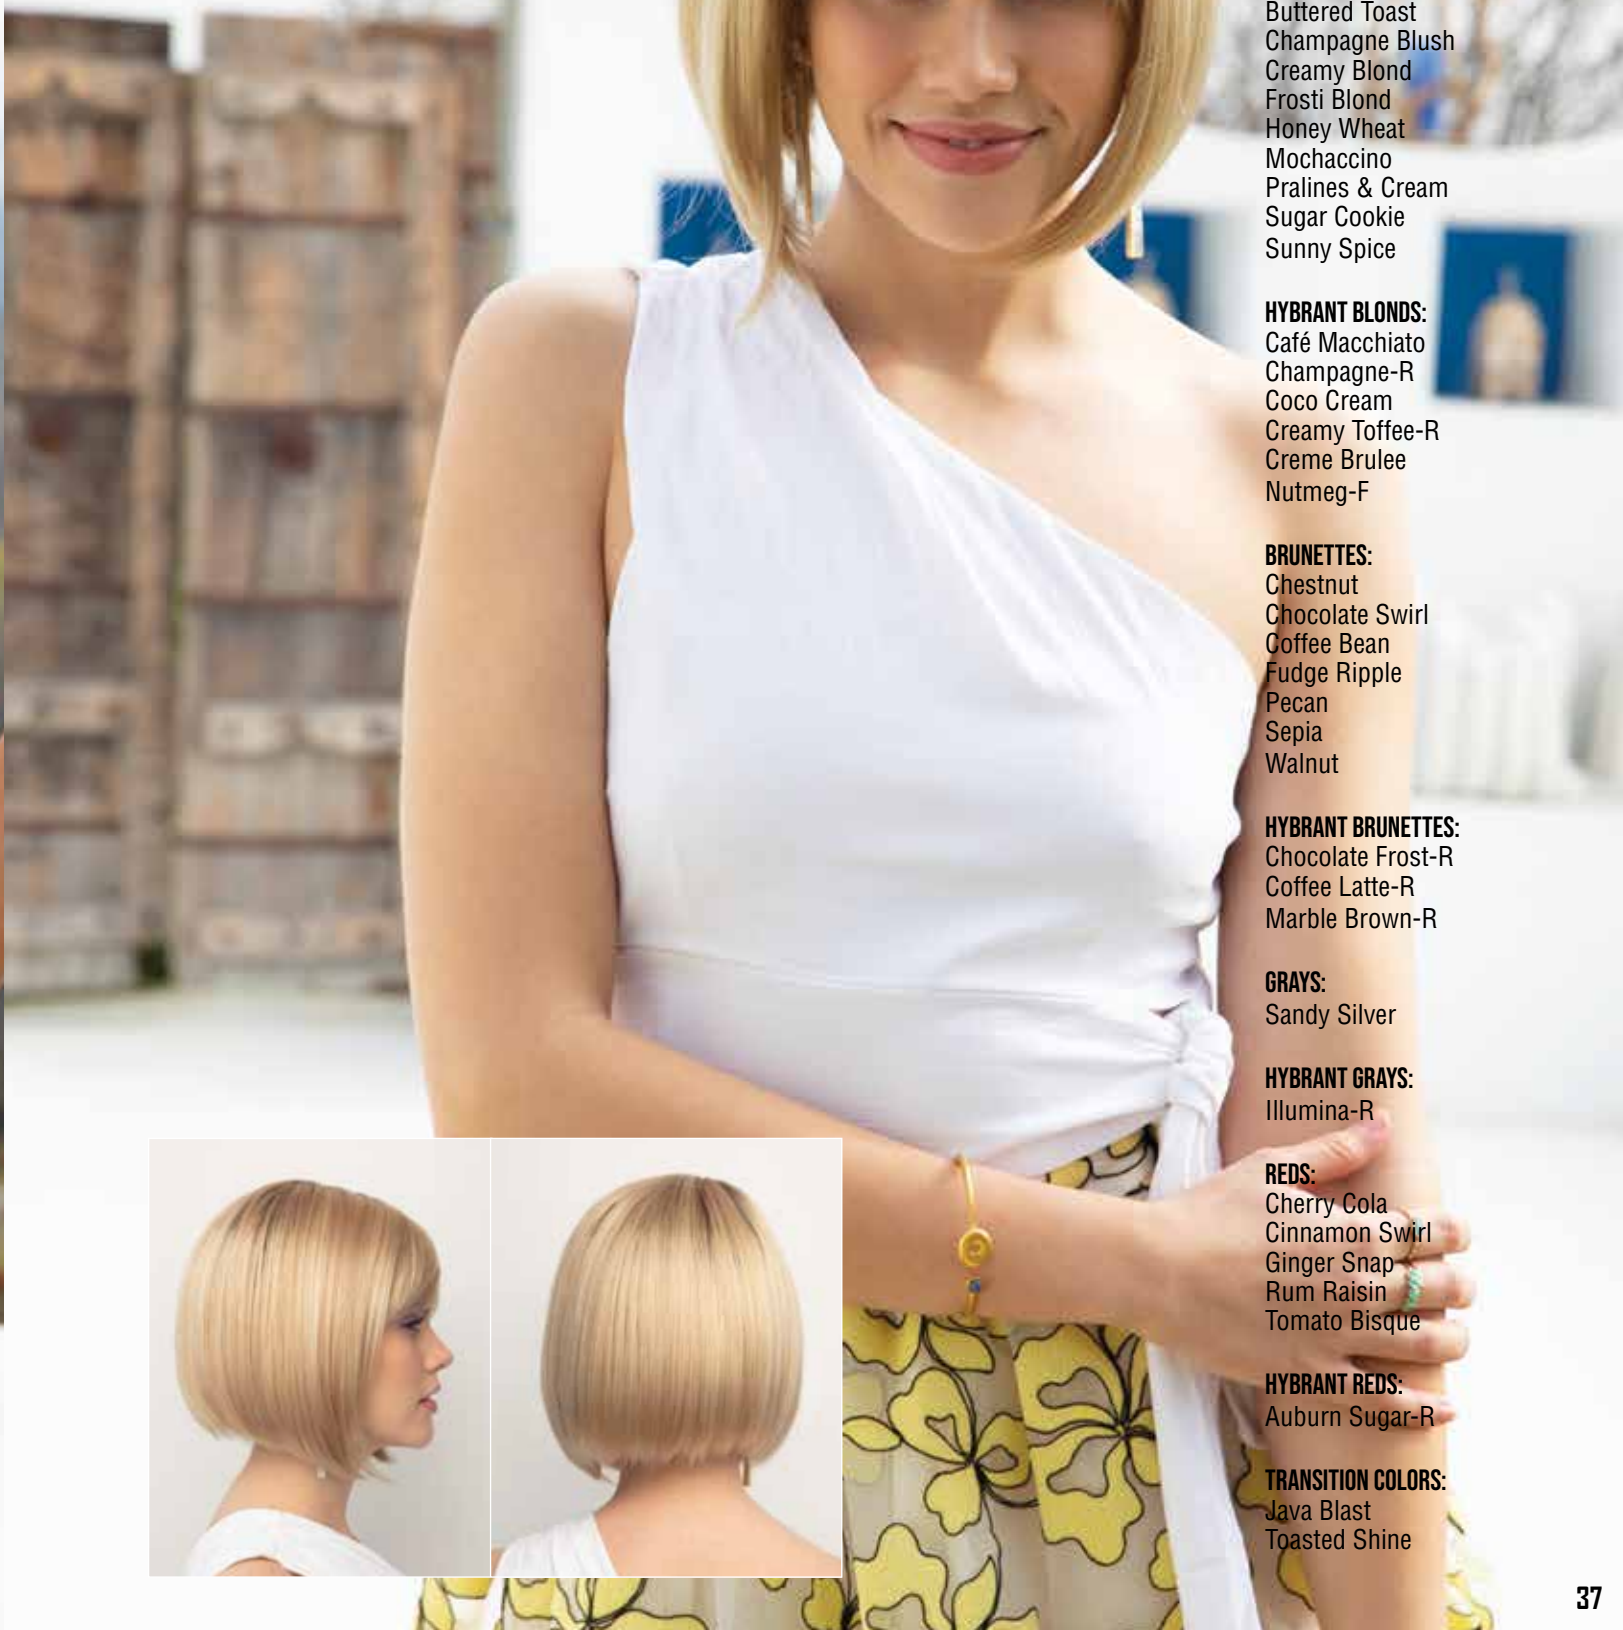 Buttered Toast
Champagne Blush
Creamy Blond
Frosti Blond
Honey Wheat
Mochaccino
Pralines & Cream
Sugar Cookie
Sunny Spice
HYBRANT BLONDS:
Café Macchiato
Champagne-R
Coco Cream
Creamy Toffee-R
Creme Brulee
Nutmeg-F
BRUNETTES:
Chestnut
Chocolate Swirl
Coffee Bean
Fudge Ripple
Pecan
Sepia
Walnut
HYBRANT BRUNETTES:
Chocolate Frost-R
Coffee Latte-R
Marble Brown-R
GRAYS:
Sandy Silver
HYBRANT GRAYS:
Illumina-R
REDS:
Cherry Cola
Cinnamon Swirl
Ginger Snap
Rum Raisin
Tomato Bisque
HYBRANT REDS:
Auburn Sugar-R
TRANSITION COLORS:
Java Blast
Toasted Shine
37